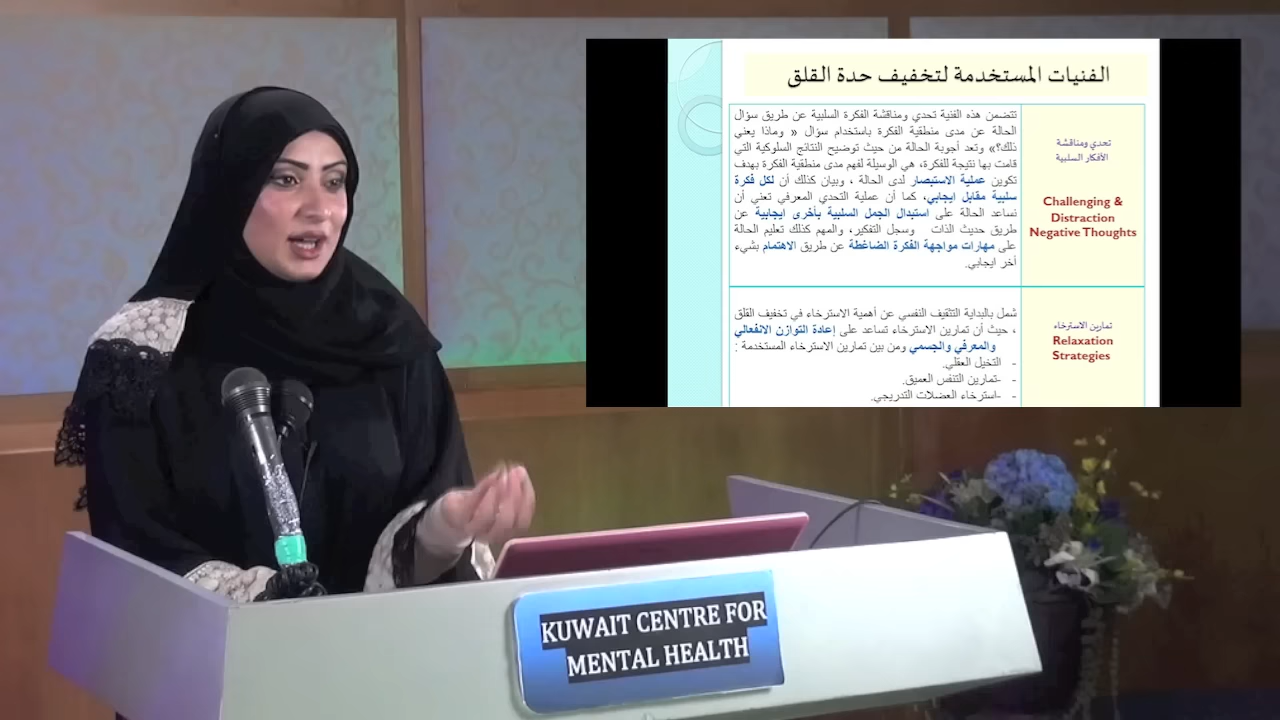 الفنيات المستخدمة لتخفيف حدة القلق
تحدي ومناقشة
الأفكار السلبية
Challenging &
Distraction
Negative Thoughts
تتضمن هذه الفنية تحدي ومناقشة الفكرة السلبية عن طريق سؤال
الحالة عن مدى منطقية الفكرة باستخدام سؤال « وماذا يعني
ذلك؟» وتعد أجوبة الحالة من حيث توضيح النتائج السلوكية التي
قامت بها نتيجة للفكرة، هي الوسيلة لفهم مدى منطقية الفكرة بهدف
تكوين عملية الاستبصار لدى الحالة ، وبيان كذلك أن لكل فكرة
سلبية مقابل ايجابي، كما أن عملية التحدي المعرفي تعني أن
نساعد الحالة على استبدال الجمل السلبية بأخرى ايجابية عن
طريق حديث الذات وسجل التفكير، والمهم كذلك تعليم الحالة
على مهارات مواجهة الفكرة الضاغطة عن طريق الاهتمام بشيء
أخر ايجابي.
تمارين الاسترخاء
Relaxation
Strategies
شمل بالبداية التثقيف النفسي عن أهمية الاسترخاء في تخفيف القلق
، حيث أن تمارين الاسترخاء تساعد على إعادة التوازن الانفعالي
والمعرفي والجسمي ومن بين تمارين الاسترخاء المستخدمة :
- التخيل العقلي.
- -تمارين التنفس العميق.
- -استرخاء العضلات التدريجي.
KUWAIT CENTRE FOR
MENTAL HEALTH